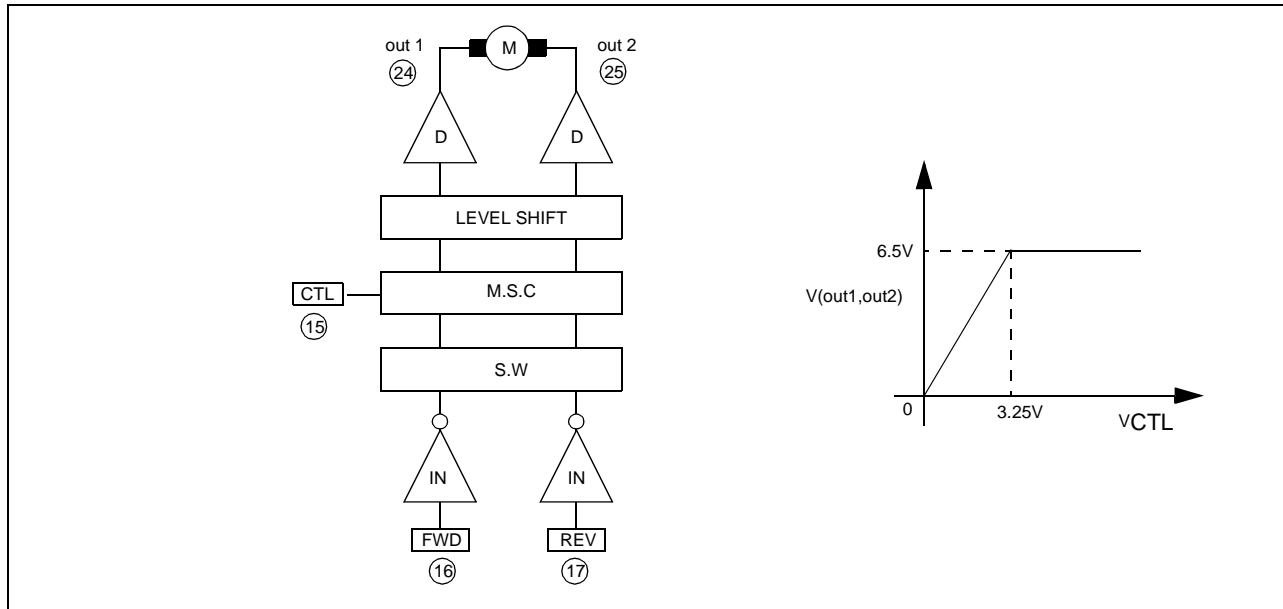 out 1
M
out 2
24
25
D
D
LEVEL SHIFT
CTL
M.S.C
15
S.W
IN
IN
FWD
REV
16
17
6.5V
V(out1,out2)
0
3.25V
VCTL